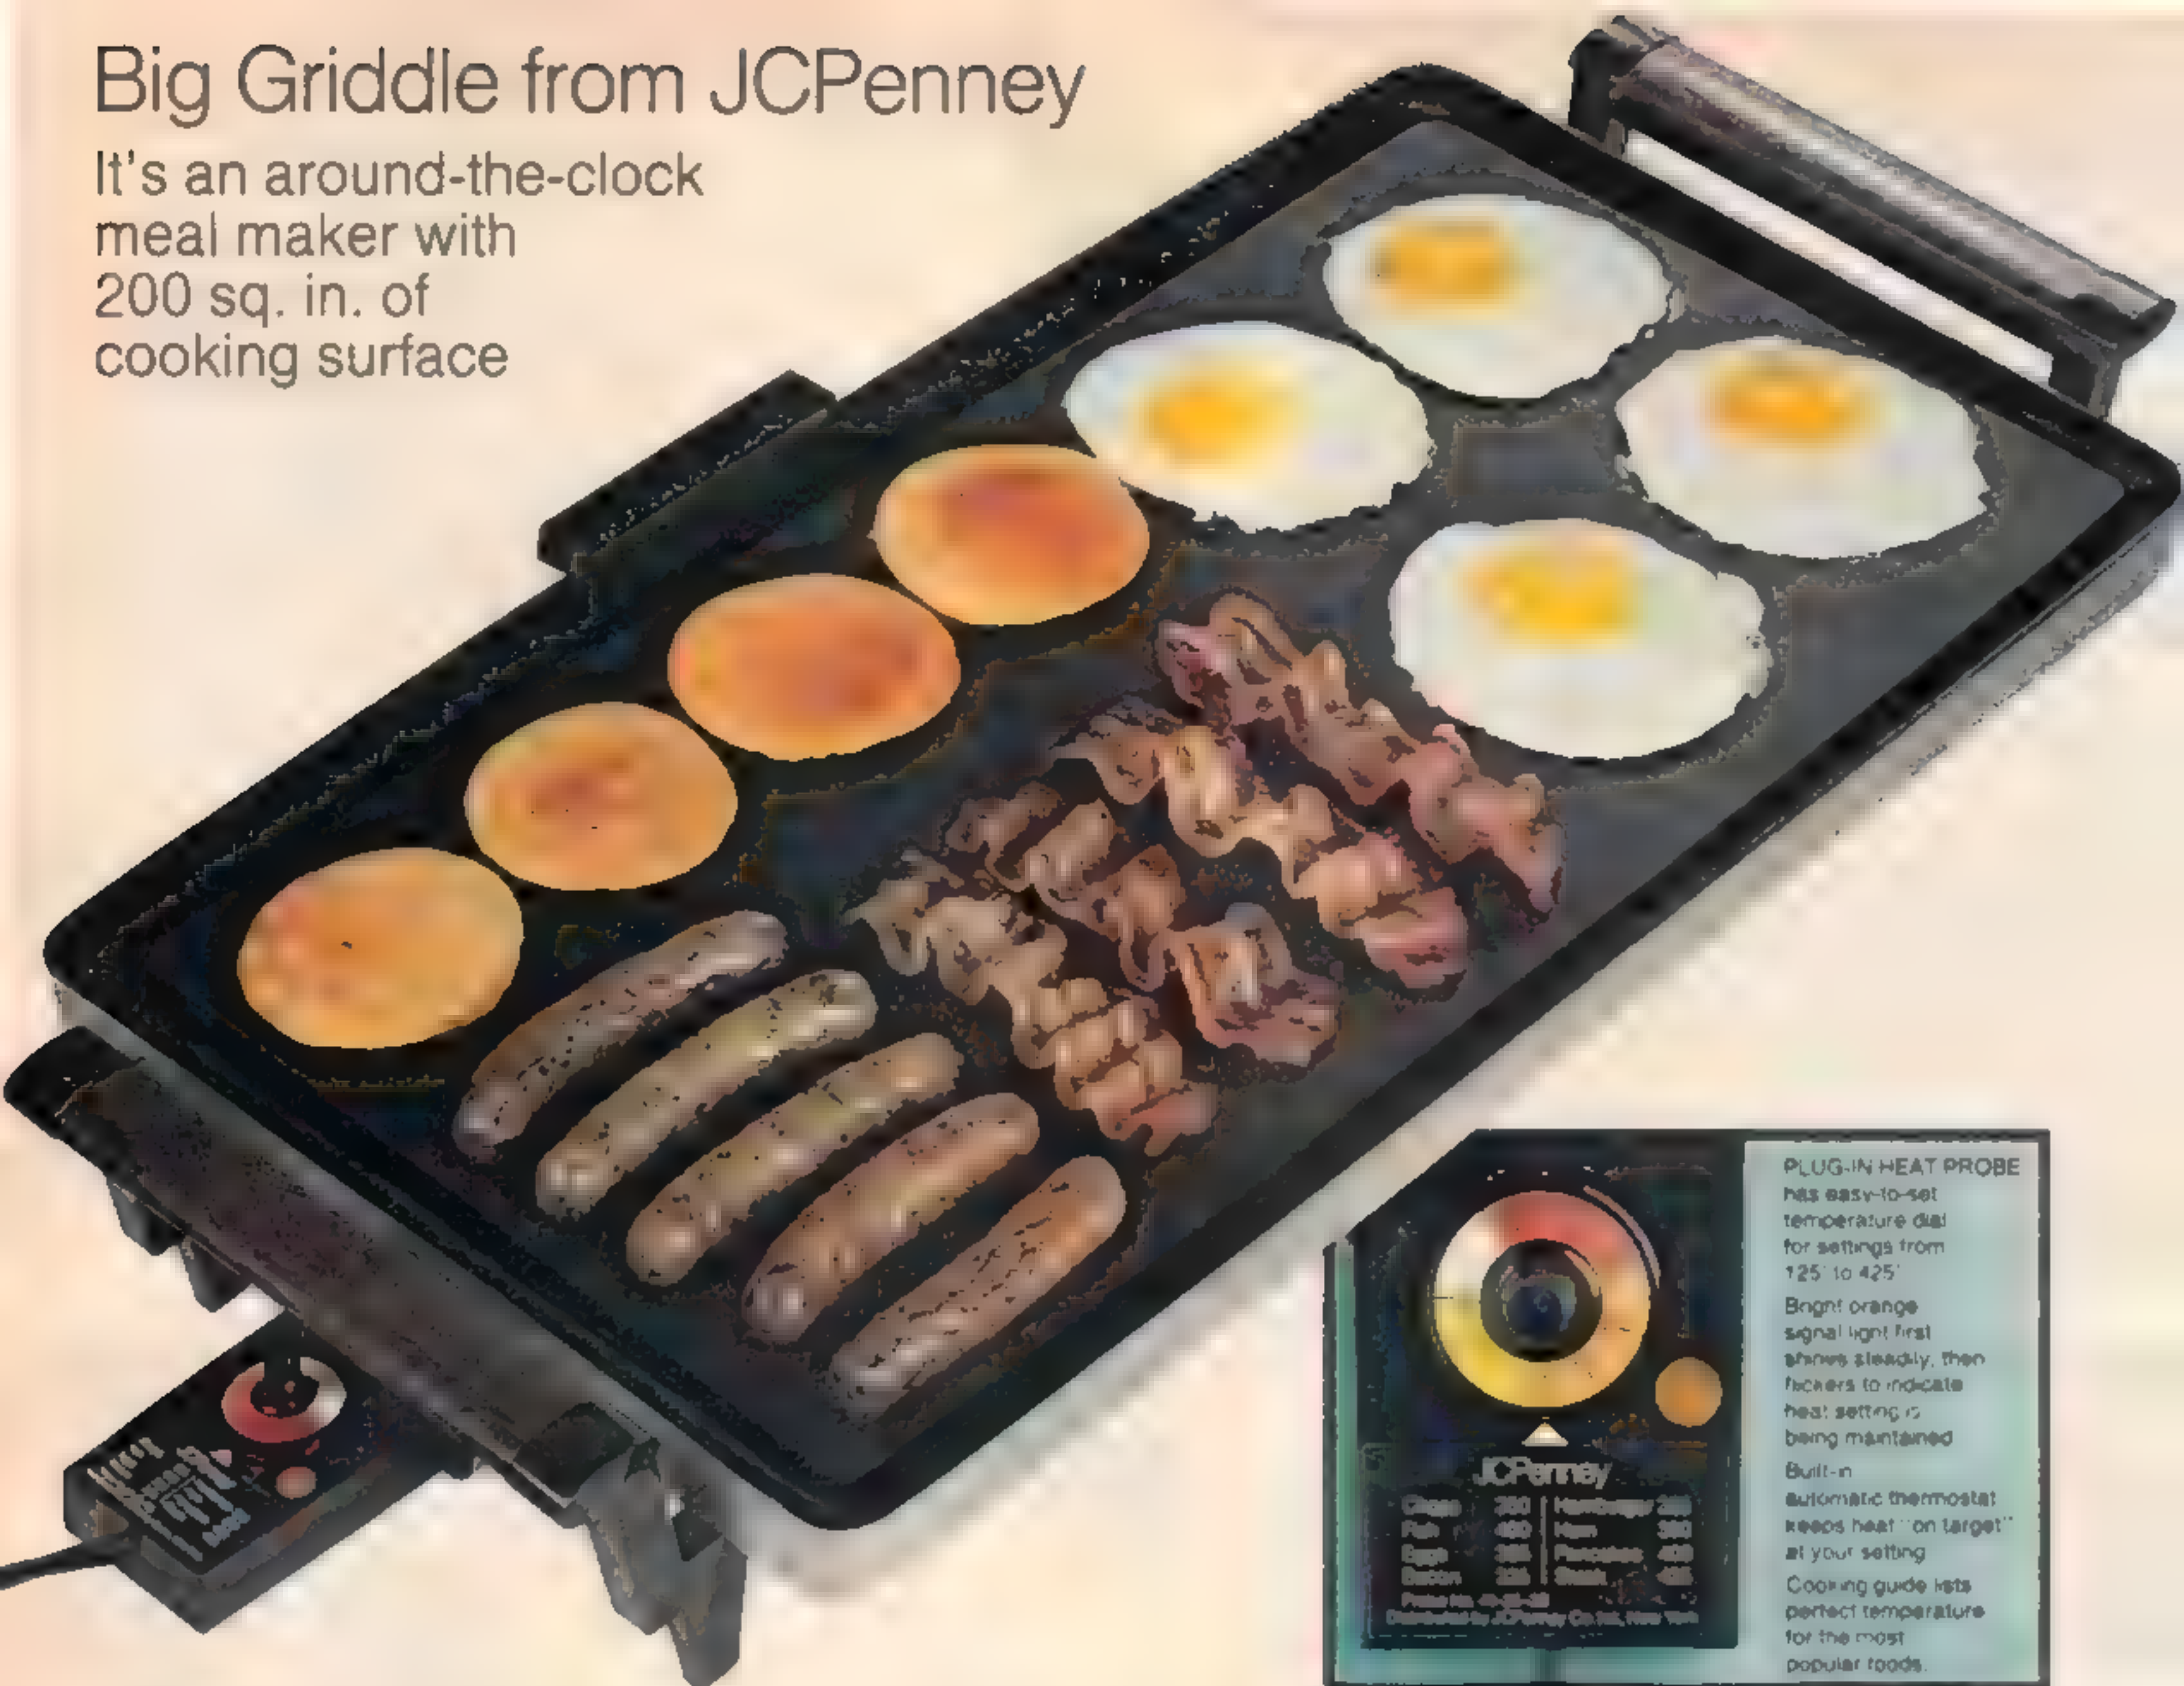 Big Griddle from JCPenney
It's an around-the-clock
meal maker with
200 sq. in. of
cooking surface
PLUG-IN HEAT PROBE
has easy-to-set
temperature dial
for settings from
125° to 425°
Bright orange
signal light first
shines steadily, then
flickers to indicate
heat setting is
being maintained
Built-in
automatic thermostat
keeps heat "on target"
at your setting
Cooking guide lists
perfect temperature
for the most
popular foods.
JCPenney
Hamburger
Ham
Eggs
Pancakes
Bacon
Distributed by JCPenney Co. Inc., New York